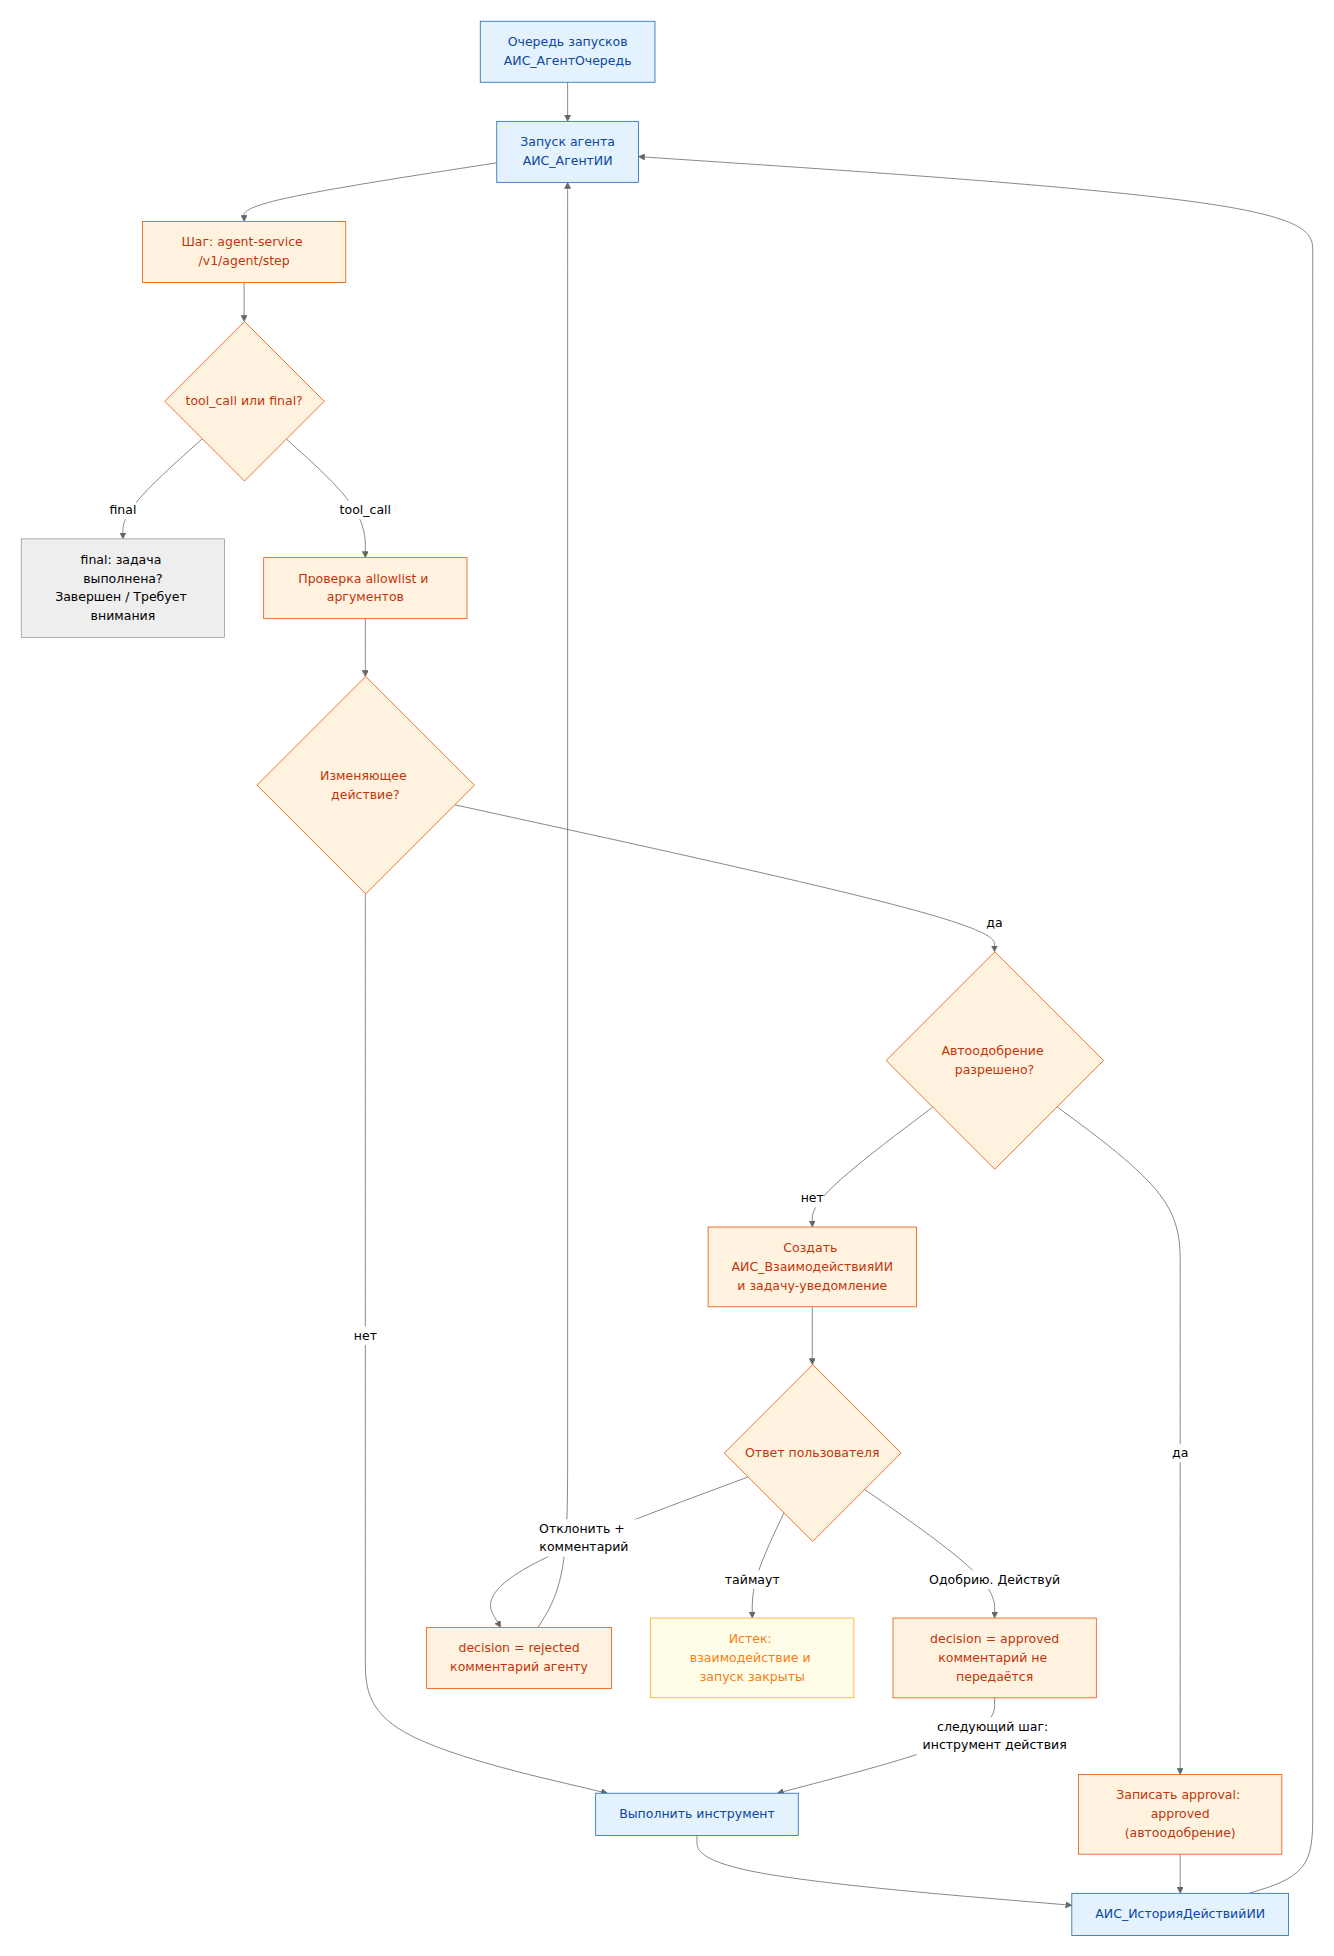 Очередь запусков
АИС_АгентОчередь
Запуск агента
АИС_АгентИИ
Шаг: agent-service
/v1/agent/step
tool_call или final?
final
tool_call
final: задача
выполнена?
Завершен / Требует
внимания
Проверка allowlist и
аргументов
Изменяющее
действие?
да
Автоодобрение
разрешено?
нет
Создать
АИС_ВзаимодействияИИ
и задачу-уведомление
нет
Ответ пользователя
да
Отклонить +
комментарий
таймаут
Одобрию. Действуй
decision = rejected
комментарий агенту
Истек:
взаимодействие и
запуск закрыты
decision = approved
комментарий не
передаётся
следующий шаг:
инструмент действия
Выполнить инструмент
Записать approval:
approved
(автоодобрение)
АИС_ИсторияДействийИИ